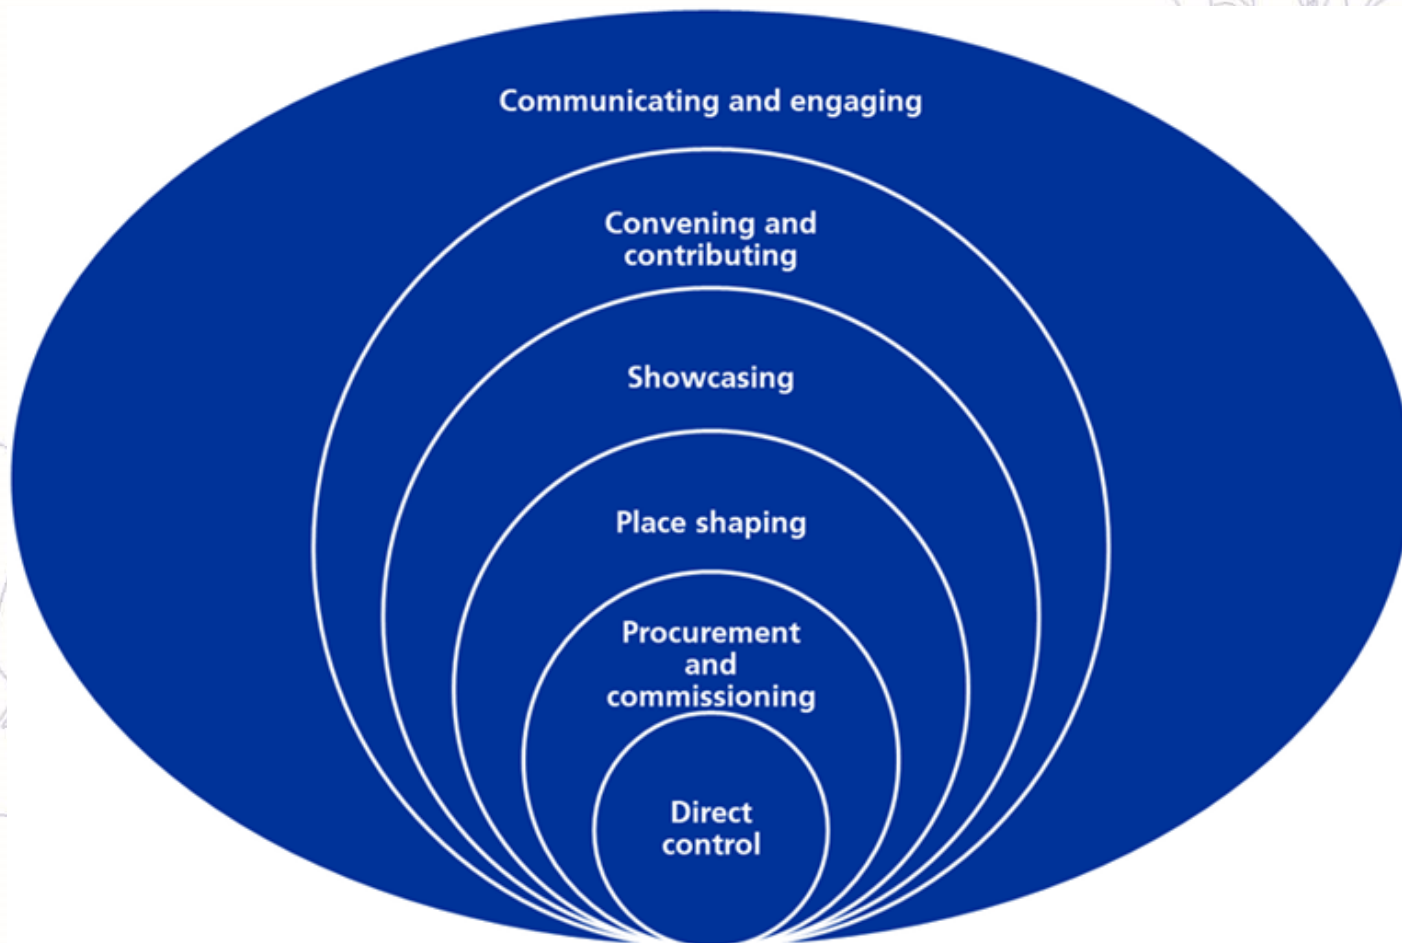 Communicating and engaging
Convening and
contributing
Showcasing
Place shaping
Procurement
and
commissioning
Direct
control